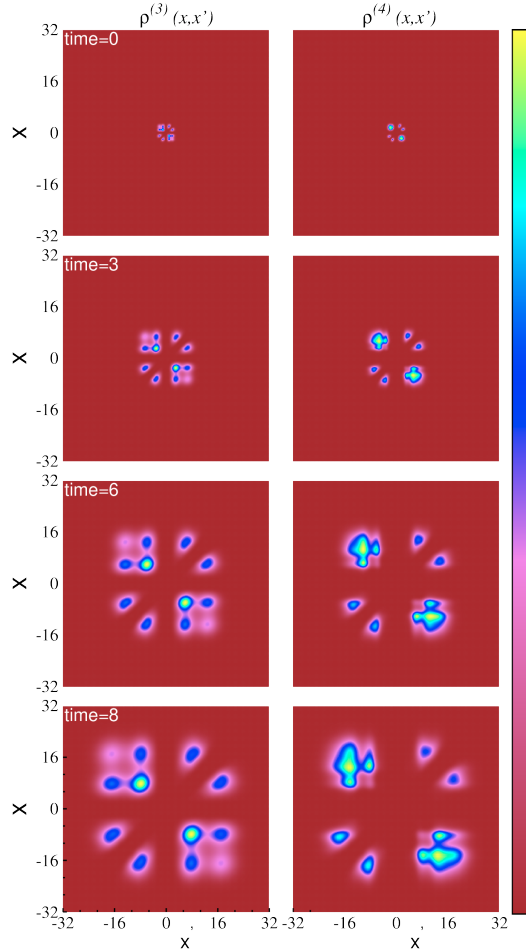 ρ(3) (x,x') ρ(4) (x,x')
32
time=0
16
X 0
-16
-32
32
time=3
16
X 0
-16
-32
32
time=6
16
X 0
-16
-32
32
time=8
16
X 0
-16
-32
-32 -16 0 , 16 32 -32 -16 0 , 16 32
x x